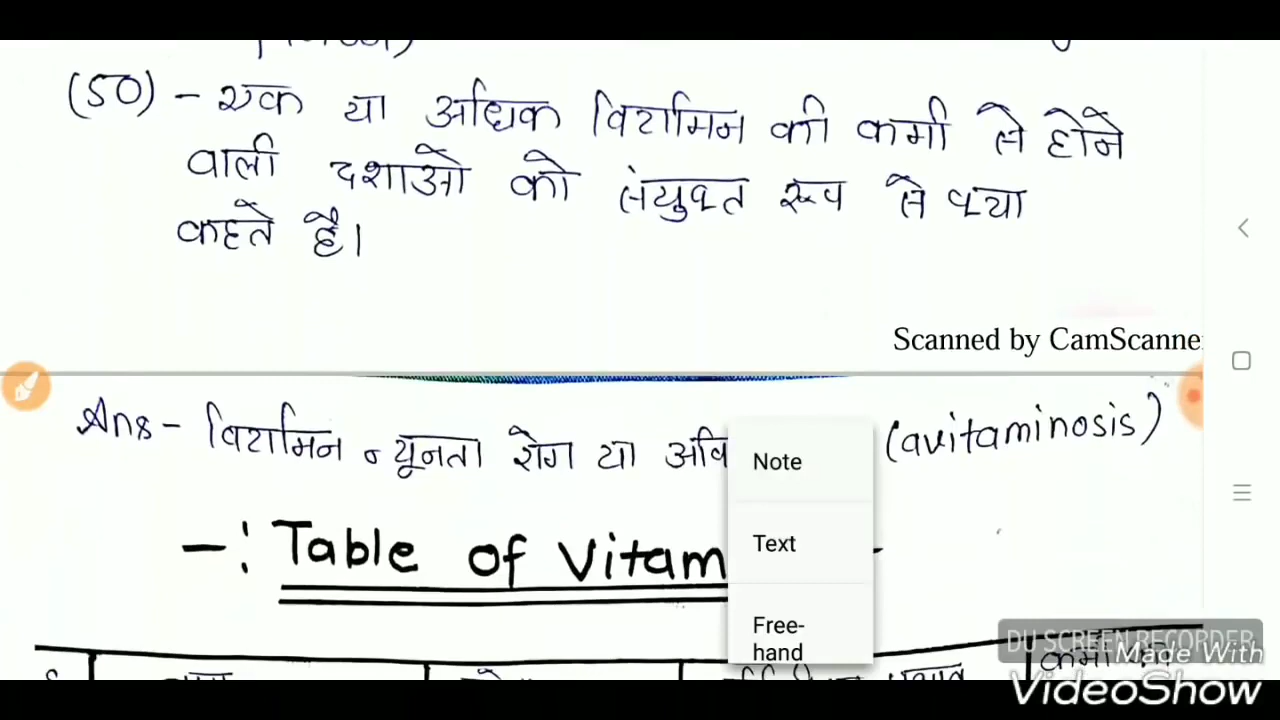 (50) - एक या अधिक विटामिन की कमी से होने
वाली दशाओ को संयुक्त रूप से क्या
कहते है।
Scanned by CamScanne
Ans - विटामिन न्यूनता रोग या अवि
(avitaminosis)
Note
Text
Free-
hand
-: Table of Vitam -
DU SCREEN RECORDER
Made With
VideoShow